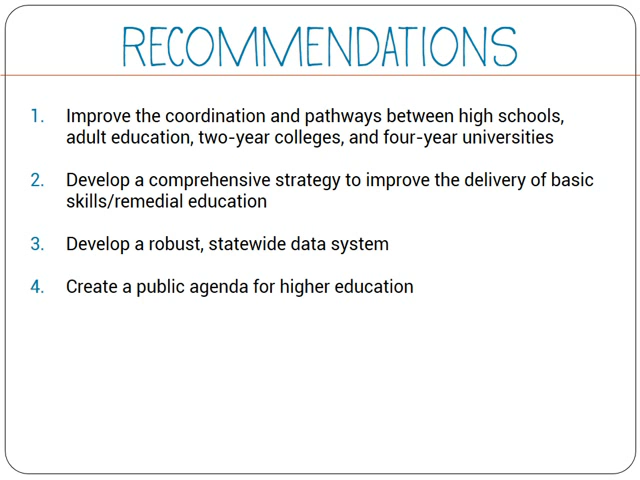 RECOMMENDATIONS
1. Improve the coordination and pathways between high schools,
adult education, two-year colleges, and four-year universities
2. Develop a comprehensive strategy to improve the delivery of basic
skills/remedial education
3. Develop a robust, statewide data system
4. Create a public agenda for higher education